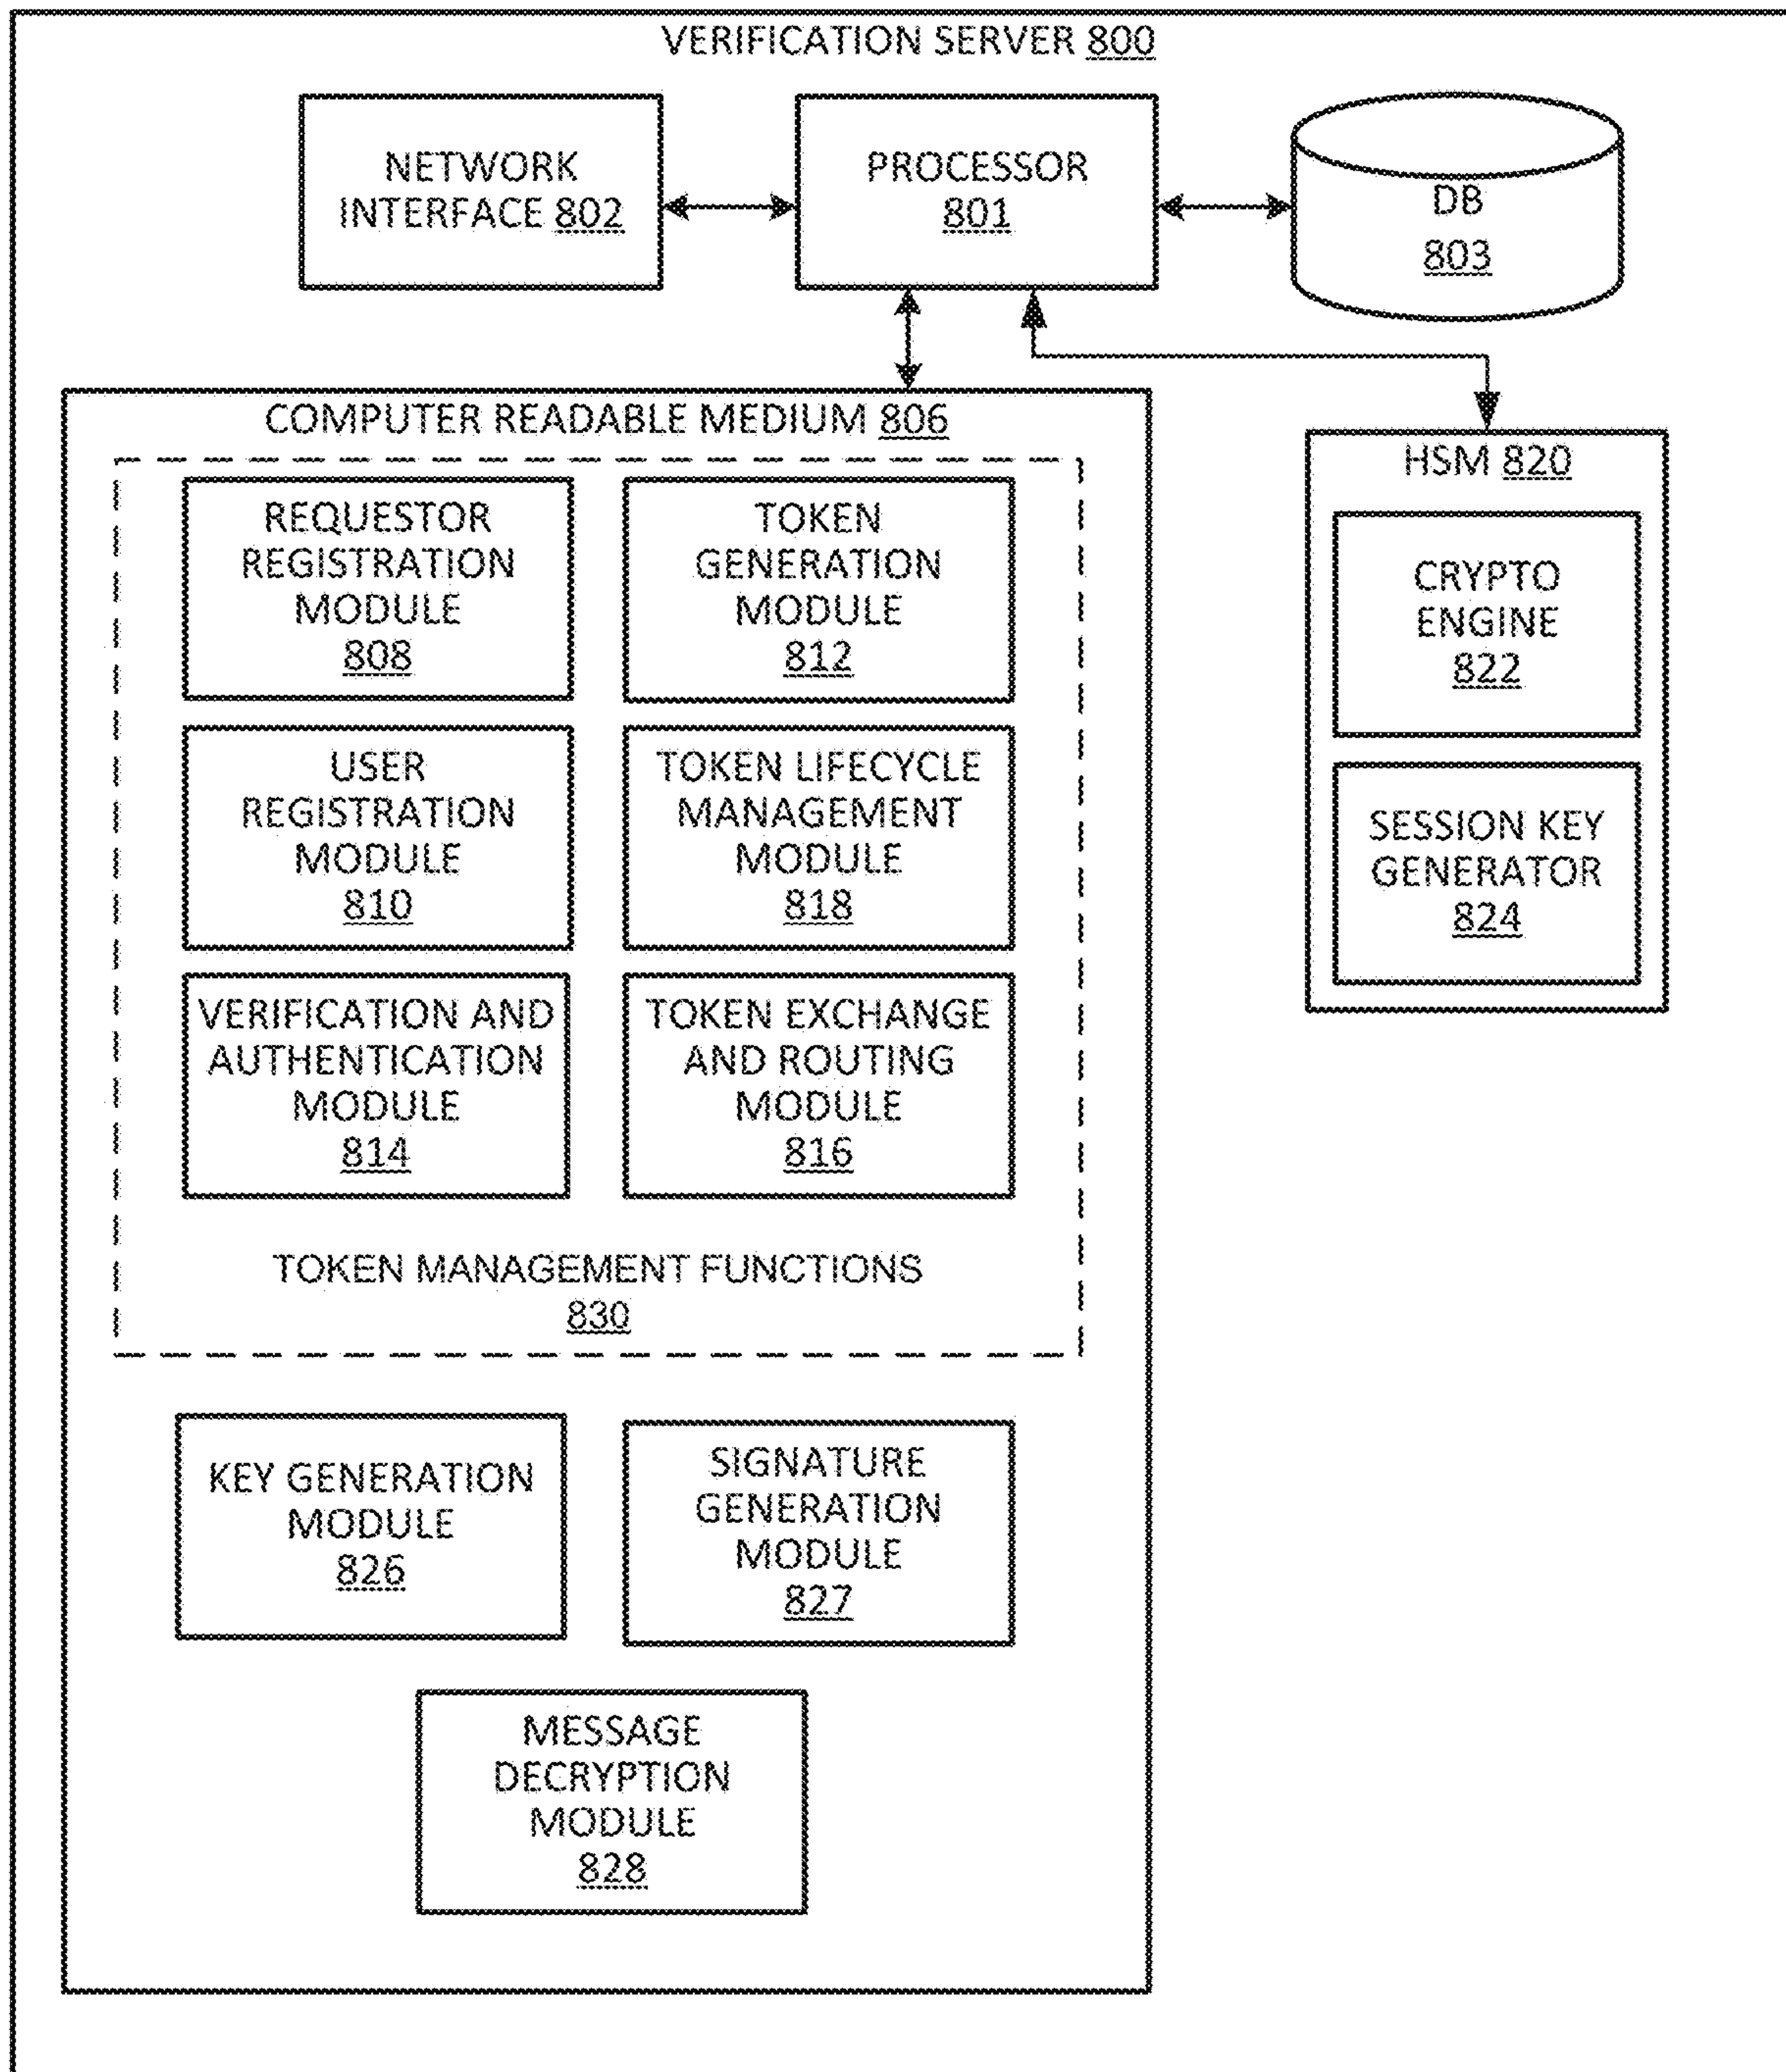 VERIFICATION SERVER 800
NETWORK
INTERFACE 802
PROCESSOR
801
DB
803
COMPUTER READABLE MEDIUM 806
REQUESTOR
REGISTRATION
MODULE
808
TOKEN
GENERATION
MODULE
812
USER
REGISTRATION
MODULE
810
TOKEN LIFECYCLE
MANAGEMENT
MODULE
818
VERIFICATION AND
AUTHENTICATION
MODULE
814
TOKEN EXCHANGE
AND ROUTING
MODULE
816
TOKEN MANAGEMENT FUNCTIONS
830
KEY GENERATION
MODULE
826
SIGNATURE
GENERATION
MODULE
827
MESSAGE
DECRYPTION
MODULE
828
HSM 820
CRYPTO
ENGINE
822
SESSION KEY
GENERATOR
824